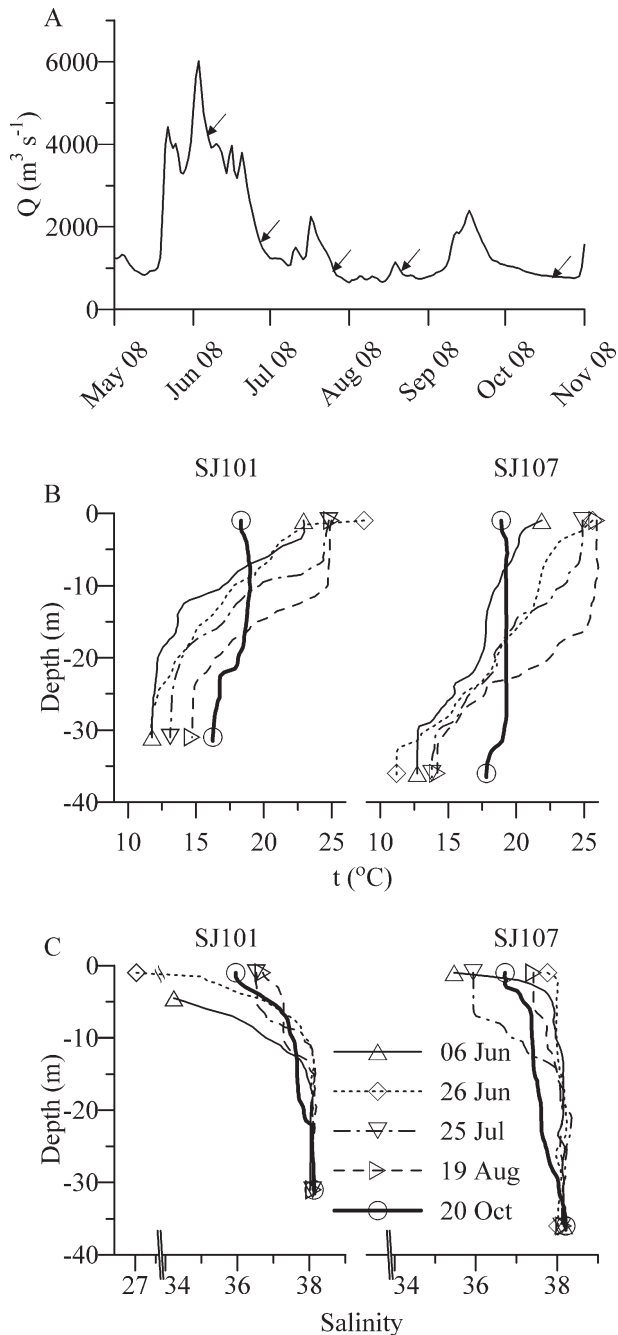 A
Q (m³ s⁻¹)
6000
4000
2000
0
May 08
Jun 08
Jul 08
Aug 08
Sep 08
Oct 08
Nov 08
SJ101
SJ107
B
Depth (m)
0
-10
-20
-30
-40
10
15
20
25
10
15
20
25
t (°C)
SJ101
SJ107
C
Depth (m)
0
-10
-20
-30
-40
06 Jun
26 Jun
25 Jul
19 Aug
20 Oct
27
34
36
38
34
36
38
Salinity